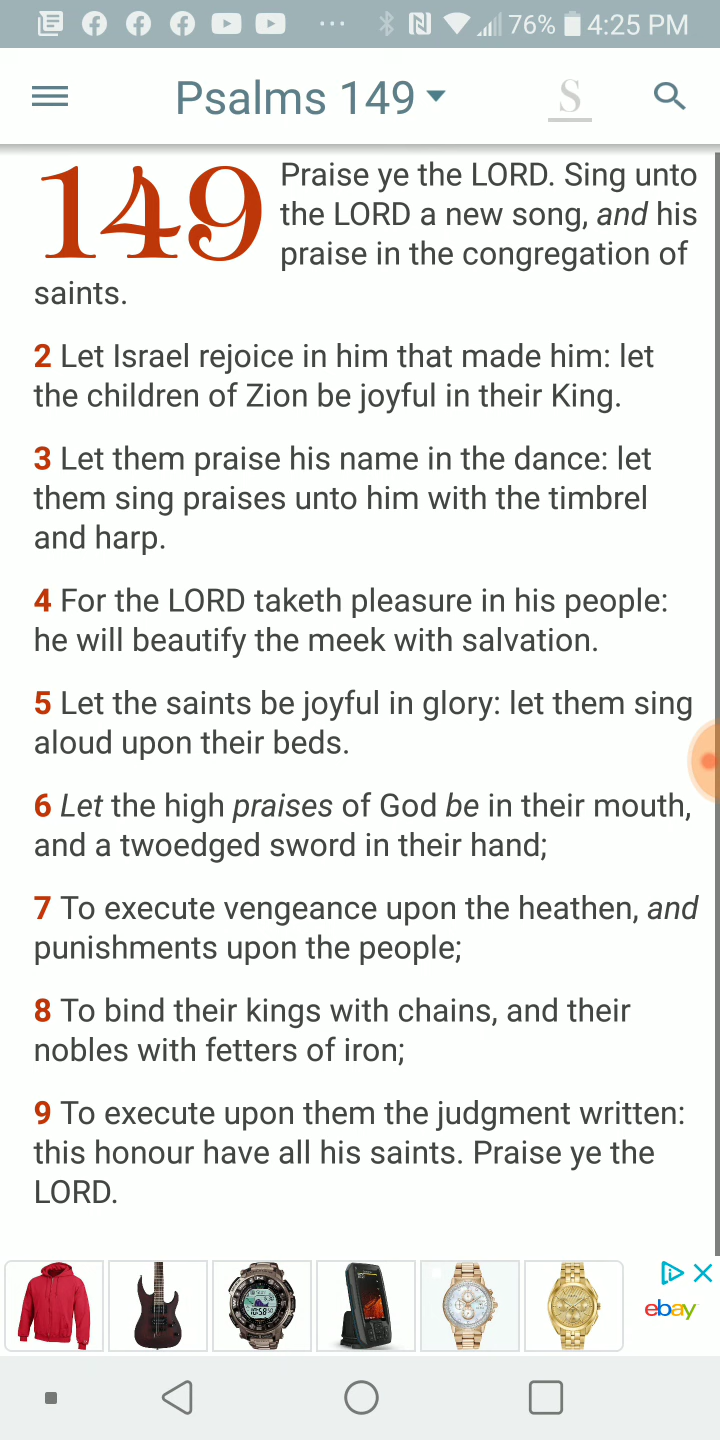 76% 4:25 PM
Psalms 149 S
149 Praise ye the LORD. Sing unto
the LORD a new song, and his
praise in the congregation of
saints.
2 Let Israel rejoice in him that made him: let
the children of Zion be joyful in their King.
3 Let them praise his name in the dance: let
them sing praises unto him with the timbrel
and harp.
4 For the LORD taketh pleasure in his people:
he will beautify the meek with salvation.
5 Let the saints be joyful in glory: let them sing
aloud upon their beds.
6 Let the high praises of God be in their mouth,
and a twoedged sword in their hand;
7 To execute vengeance upon the heathen, and
punishments upon the people;
8 To bind their kings with chains, and their
nobles with fetters of iron;
9 To execute upon them the judgment written:
this honour have all his saints. Praise ye the
LORD.
ebay